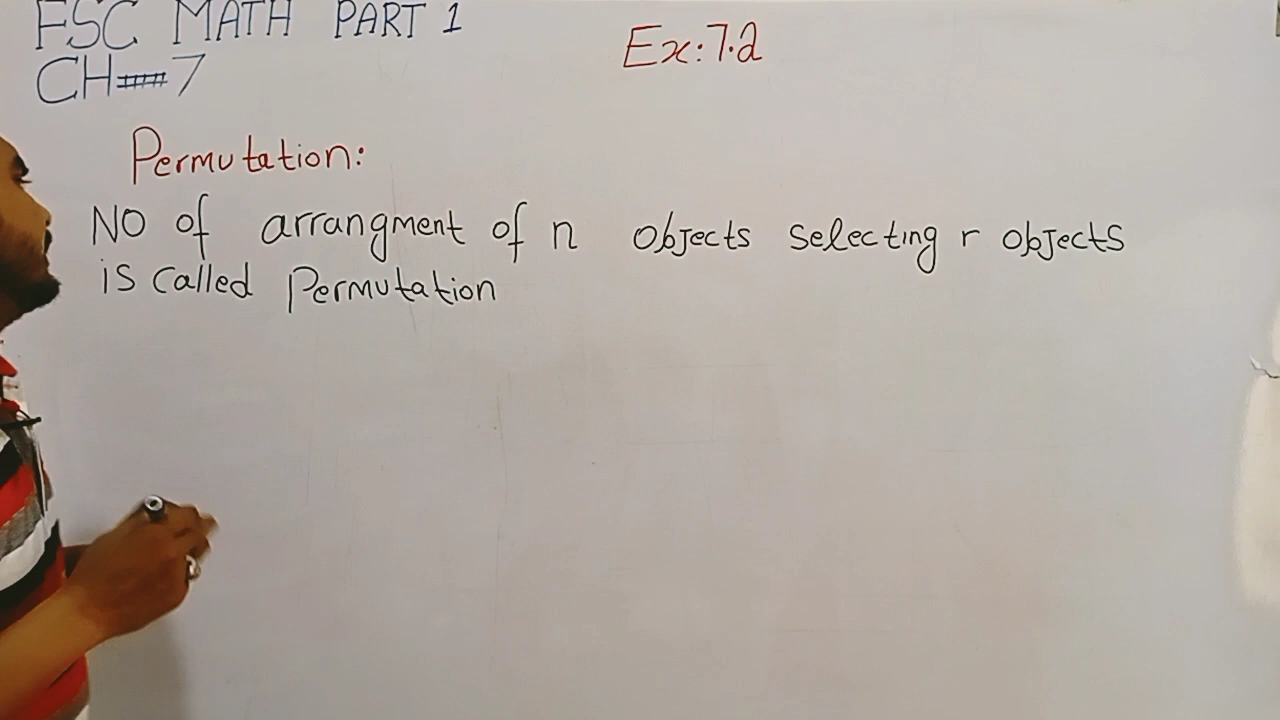 FSC MATH PART 1
Ex:7.2
CH#7
Permutation:
NO of arrangment of n objects selecting r objects
is called Permutation